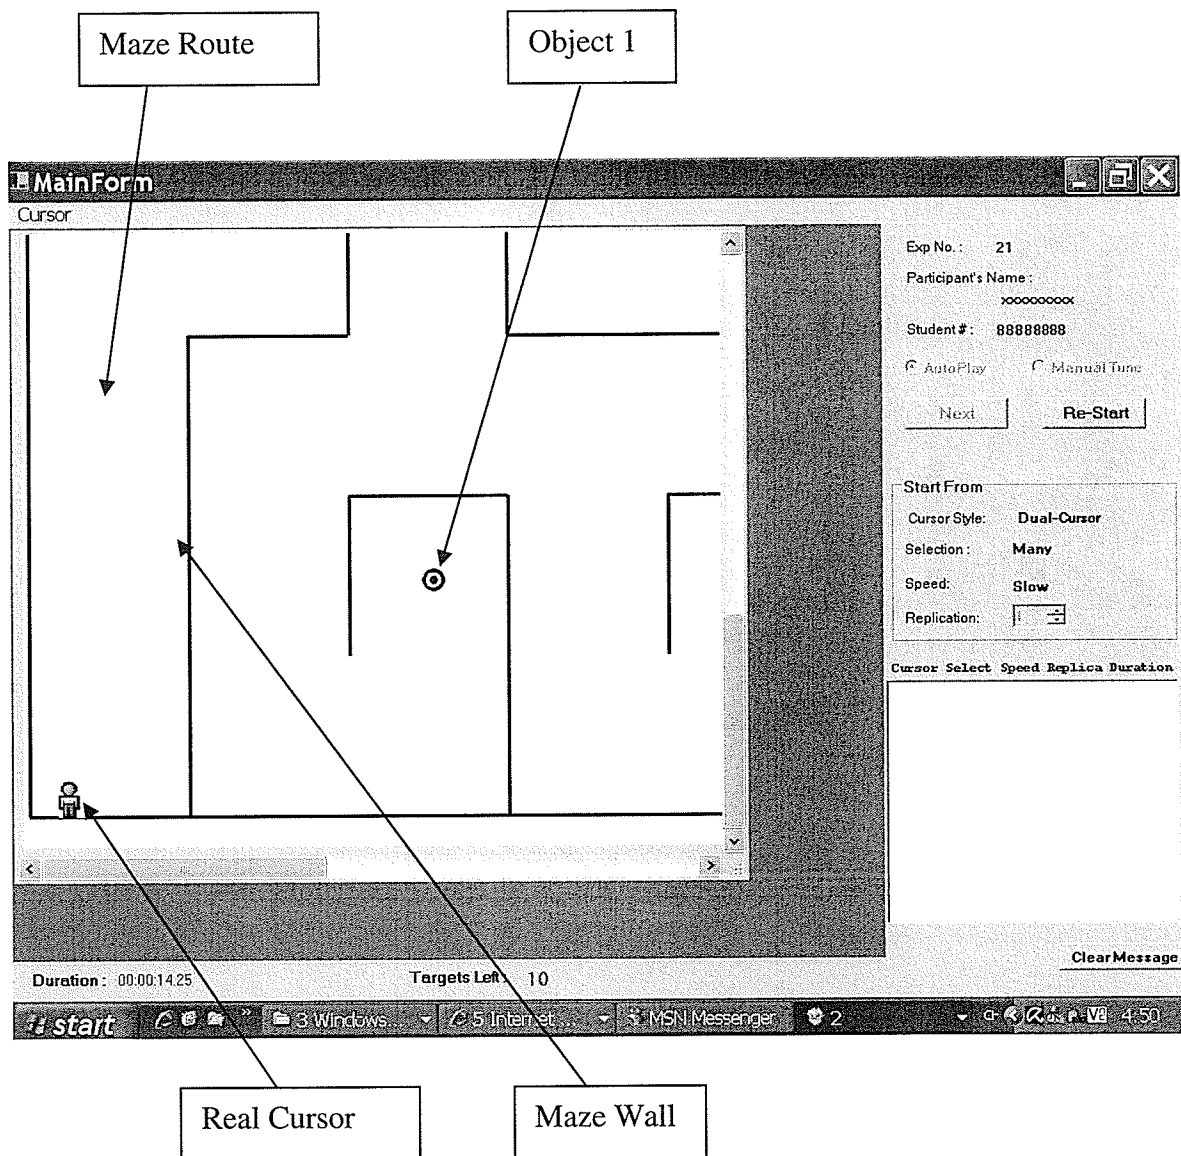 Maze Route
Object 1
MainForm
Cursor
Exp No. : 21
Participant's Name :
xxxxxxxxx
Student # : 88888888
AutoPlay Manual Tune
Next Re-Start
Start From
Cursor Style: Dual-Cursor
Selection : Many
Speed: Slow
Replication: 1
Cursor Select Speed Replica Duration
Clear Message
Duration : 00:00:14.25 Targets Left: 10
start 3 Windows... 5 Internet ... MSN Messenger 2 4:50
Real Cursor
Maze Wall